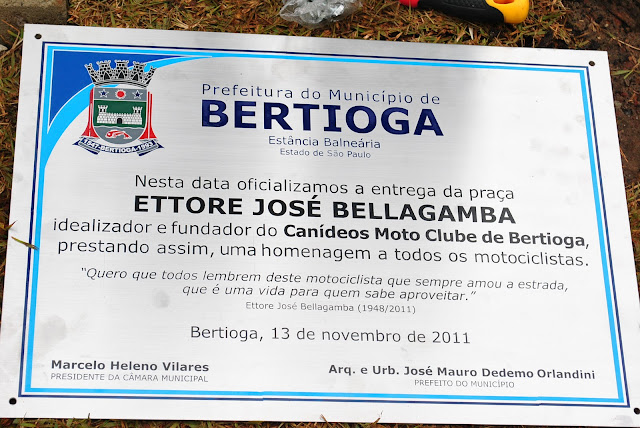 Prefeitura do Município de
BERTIOGA
Estância Balneária
Estado de São Paulo
1547-BERTIOGA-1992
Nesta data oficializamos a entrega da praça
ETTORE JOSÉ BELLAGAMBA
idealizador e fundador do Canídeos Moto Clube de Bertioga,
prestando assim, uma homenagem a todos os motociclistas.
“Quero que todos lembrem deste motociclista que sempre amou a estrada,
que é uma vida para quem sabe aproveitar.”
Ettore José Bellagamba (1948/2011)
Bertioga, 13 de novembro de 2011
Marcelo Heleno Vilares
PRESIDENTE DA CÂMARA MUNICIPAL
Arq. e Urb. José Mauro Dedemo Orlandini
PREFEITO DO MUNICÍPIO